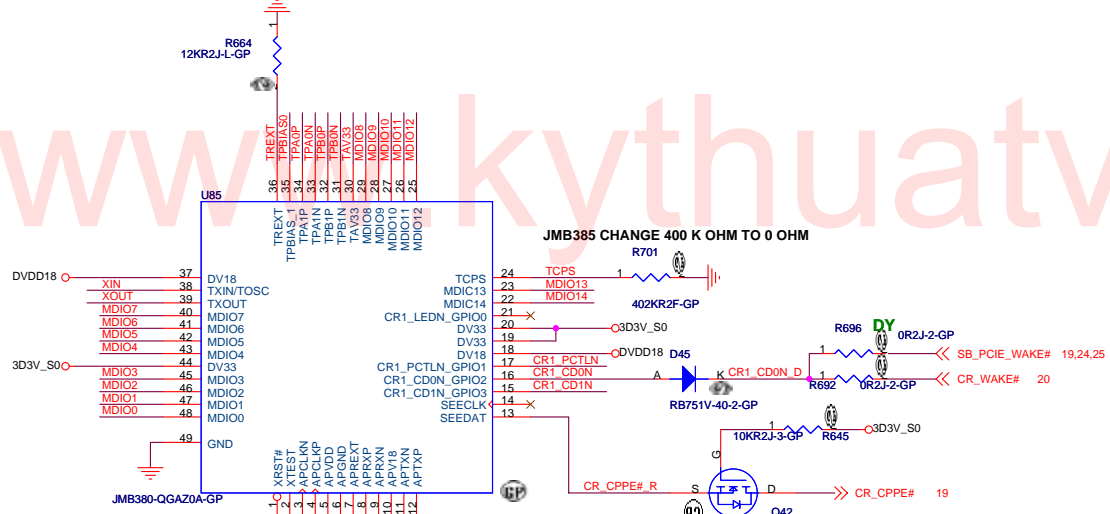 www.kythuatv
1
R664
12KR2J-L-GP
TREXT
TPBIAS0
TPA0P
TPA0N
TPB0P
TPB0N
TAV33
MDIO8
MDIO9
MDIO10
MDIO11
MDIO12
36
35
34
33
32
31
30
29
28
27
26
25
U85
TREXT
TPBIAS_1
TPA1P
TPA1N
TPB1P
TPB1N
TAV33
MDIO8
MDIO9
MDIO10
MDIO11
MDIO12
JMB385 CHANGE 400 K OHM TO 0 OHM
DVDD18 37 DV18
XIN 38 TXIN/TOSC
XOUT 39 TXOUT
MDIO7 40 MDIO7
MDIO6 41 MDIO6
MDIO5 42 MDIO5
MDIO4 43 MDIO4
3D3V_S0 44 DV33
MDIO3 45 MDIO3
MDIO2 46 MDIO2
MDIO1 47 MDIO1
MDIO0 48 MDIO0
49 GND
TCPS 24 TCPS 1 R701
402KR2F-GP
MDIC13 23 MDIO13
MDIC14 22 MDIO14
CR1_LEDN_GPIO0 21
DV33 20 3D3V_S0
DV33 19
DV18 18 DVDD18
CR1_PCTLN_GPIO1 17 CR1_PCTLN
CR1_CD0N_GPIO2 16 CR1_CD0N
CR1_CD1N_GPIO3 15 CR1_CD1N
SEECLK 14
SEEDAT 13
D45
A K CR1_CD0N_D
RB751V-40-2-GP
R696 DY 0R2J-2-GP
1 SB_PCIE_WAKE# 19,24,25
1 CR_WAKE# 20
R692 0R2J-2-GP
1
10KR2J-3-GP R645 3D3V_S0
G
CR_CPPE#_R S D CR_CPPE# 19
Q42
XRST#
XTEST
APCLKN
APCLKP
APVDD
APGND
APREXT
APRXP
APRXN
APV18
APTXN
APTXP
JMB380-QGAZ0A-GP
GP
1
2
3
4
5
6
7
8
9
10
11
12